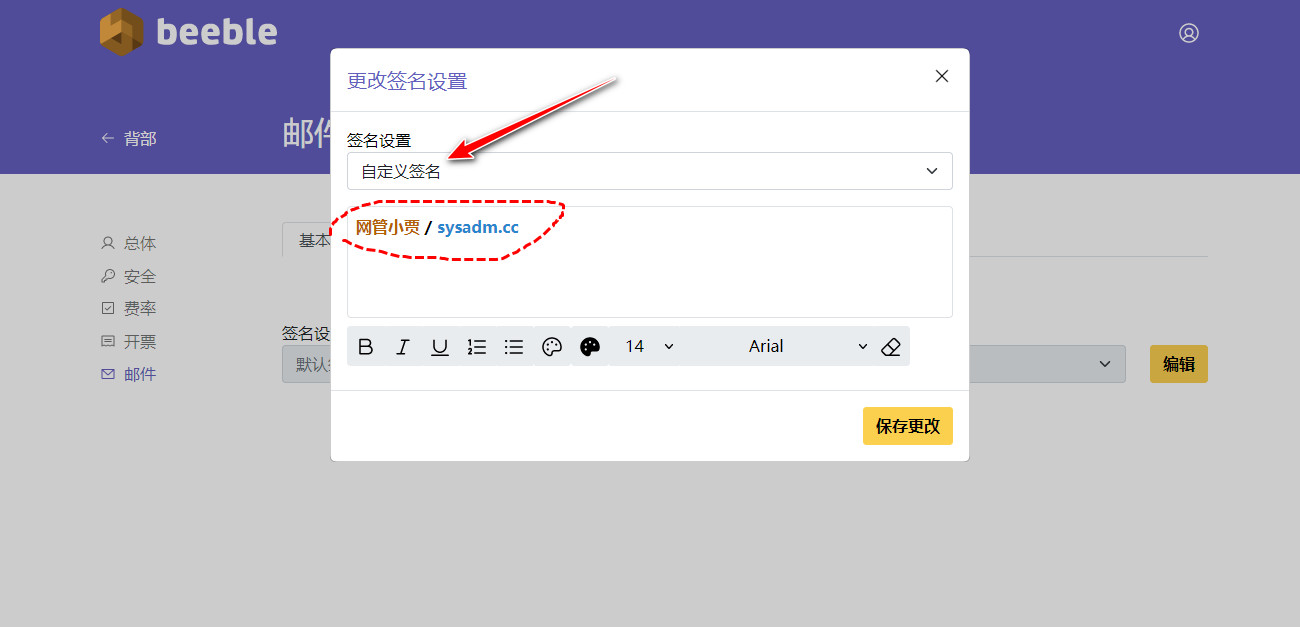 beeble
更改签名设置
背部
邮件
签名设置
自定义签名
网管小贾 / sysadm.cc
总体
基本
安全
费率
签名设
开票
B I U 14 Arial
默认
编辑
邮件
保存更改